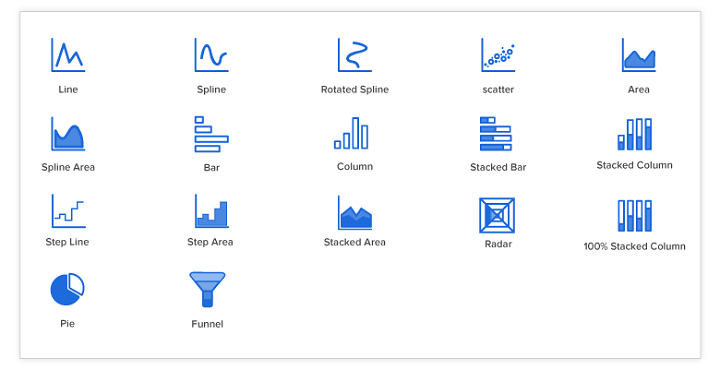 Line
Spline
Rotated Spline
scatter
Area
Spline Area
Bar
Column
Stacked Bar
Stacked Column
Step Line
Step Area
Stacked Area
Radar
100% Stacked Column
Pie
Funnel